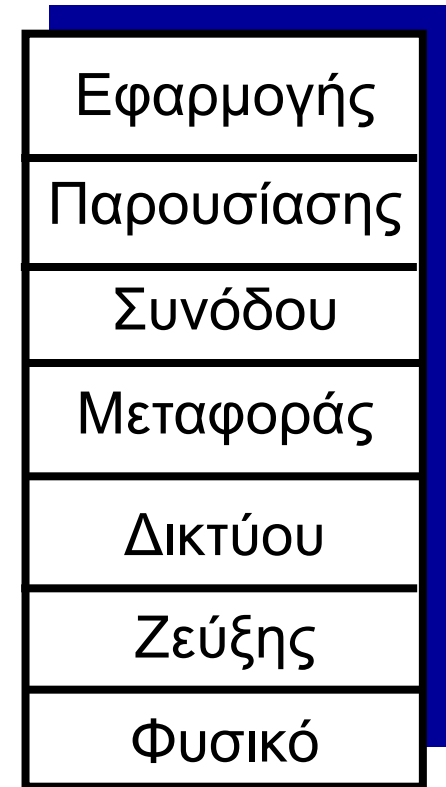 Εφαρμογής
Παρουσίασης
Συνόδου
Μεταφοράς
Δικτύου
Ζεύξης
Φυσικό